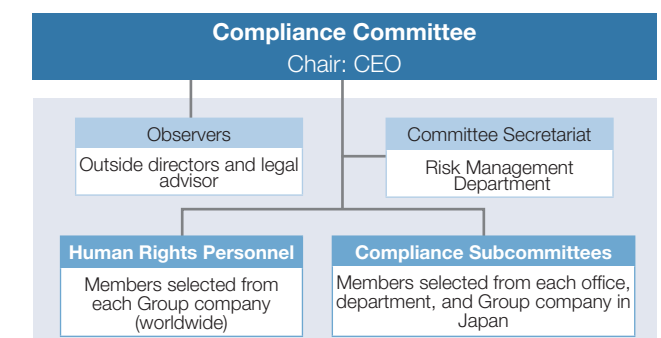 Compliance Committee
Chair: CEO
Observers
Outside directors and legal
advisor
Committee Secretariat
Risk Management
Department
Human Rights Personnel
Members selected from
each Group company
(worldwide)
Compliance Subcommittees
Members selected from each office,
department, and Group company in
Japan